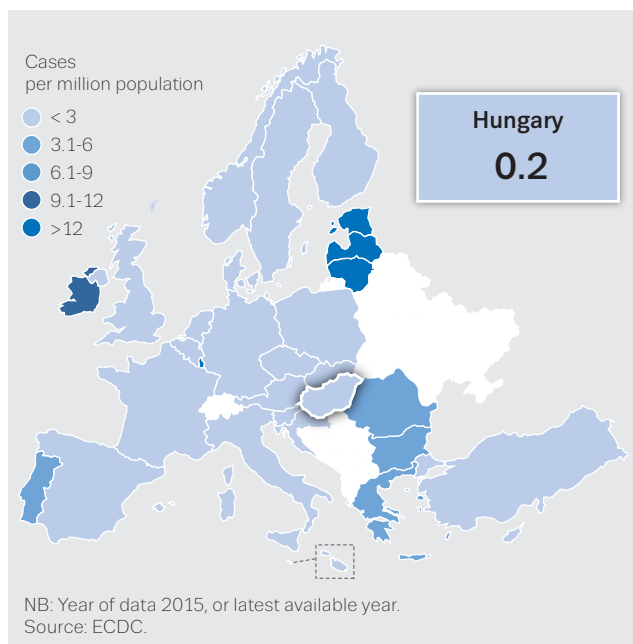 Cases
per million population
< 3
3.1-6
6.1-9
9.1-12
>12
Hungary
0.2
NB: Year of data 2015, or latest available year.
Source: ECDC.